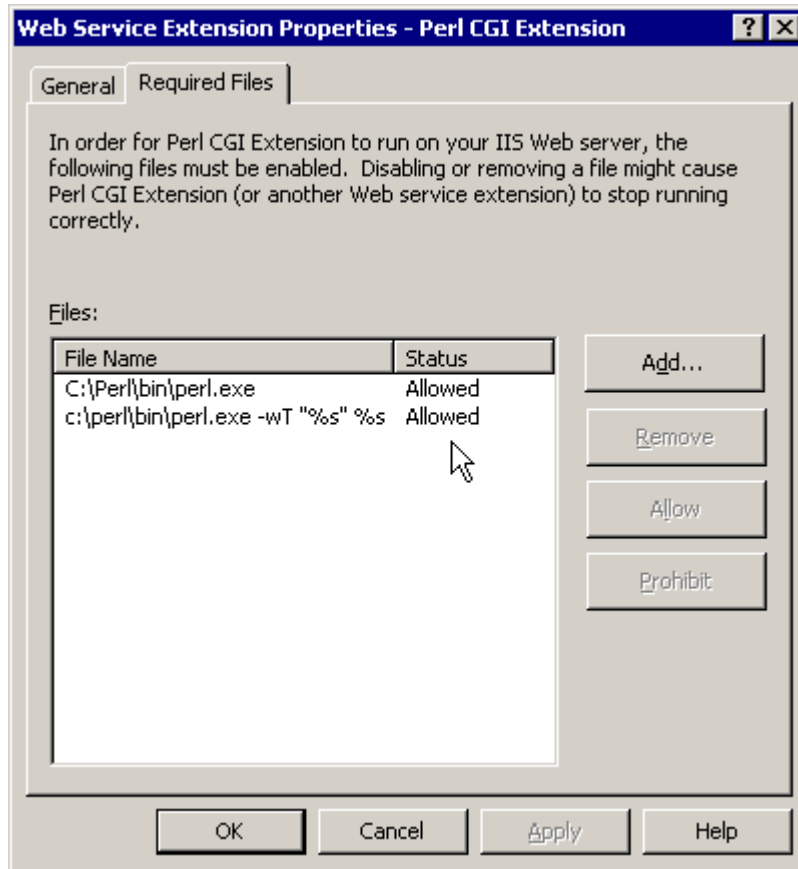 Web Service Extension Properties - Perl CGI Extension
General Required Files
In order for Perl CGI Extension to run on your IIS Web server, the
following files must be enabled.  Disabling or removing a file might cause
Perl CGI Extension (or another Web service extension) to stop running
correctly.
Files:
File Name Status
Add...
C:\Perl\bin\perl.exe Allowed
c:\perl\bin\perl.exe -wT "%s" %s Allowed
Remove
Allow
Prohibit
OK Cancel Apply Help